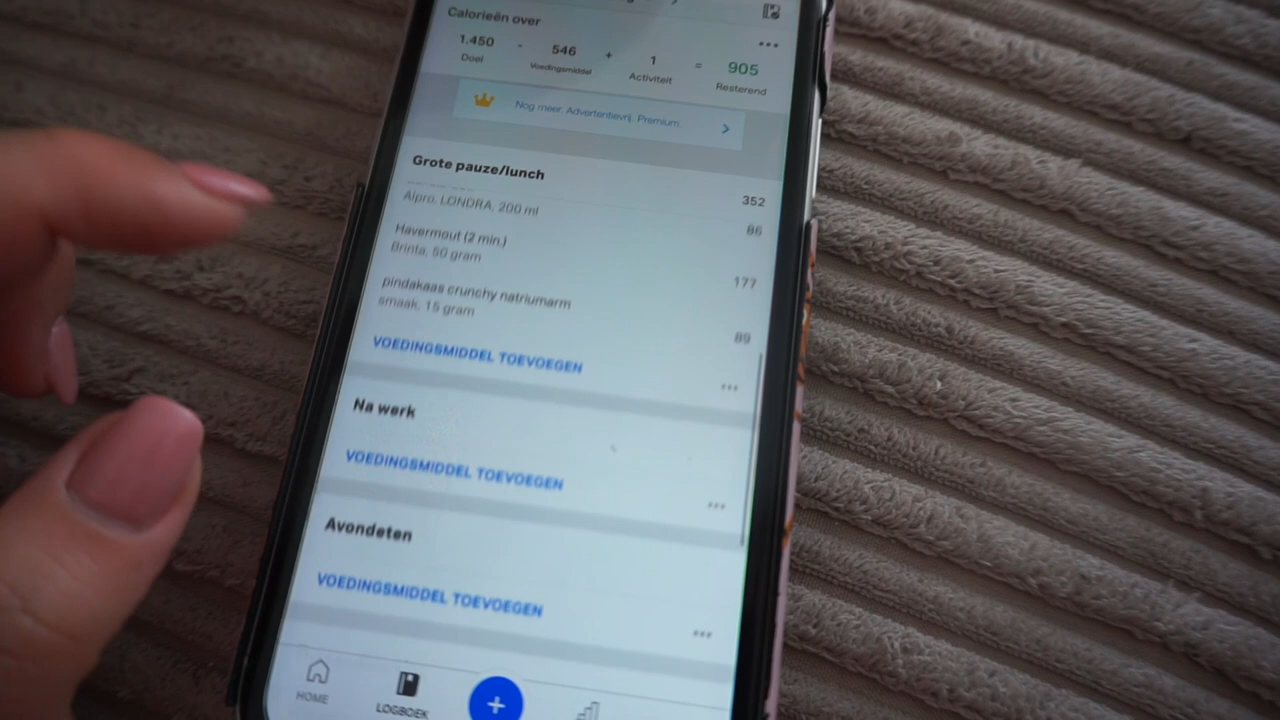 Calorieën over
1.450 - 546 + 1 = 905
Doel Voedingsmiddel Activiteit Resterend
Nog meer. Advertentievrij. Premium.
Grote pauze/lunch 352
Alpro, LONDRA, 200 ml 86
Havermout (2 min.)
Brinta, 50 gram 177
pindakaas crunchy natriumarm
smaak, 15 gram 89
VOEDINGSMIDDEL TOEVOEGEN
Na werk
VOEDINGSMIDDEL TOEVOEGEN
Avondeten
VOEDINGSMIDDEL TOEVOEGEN
HOME LOGBOEK